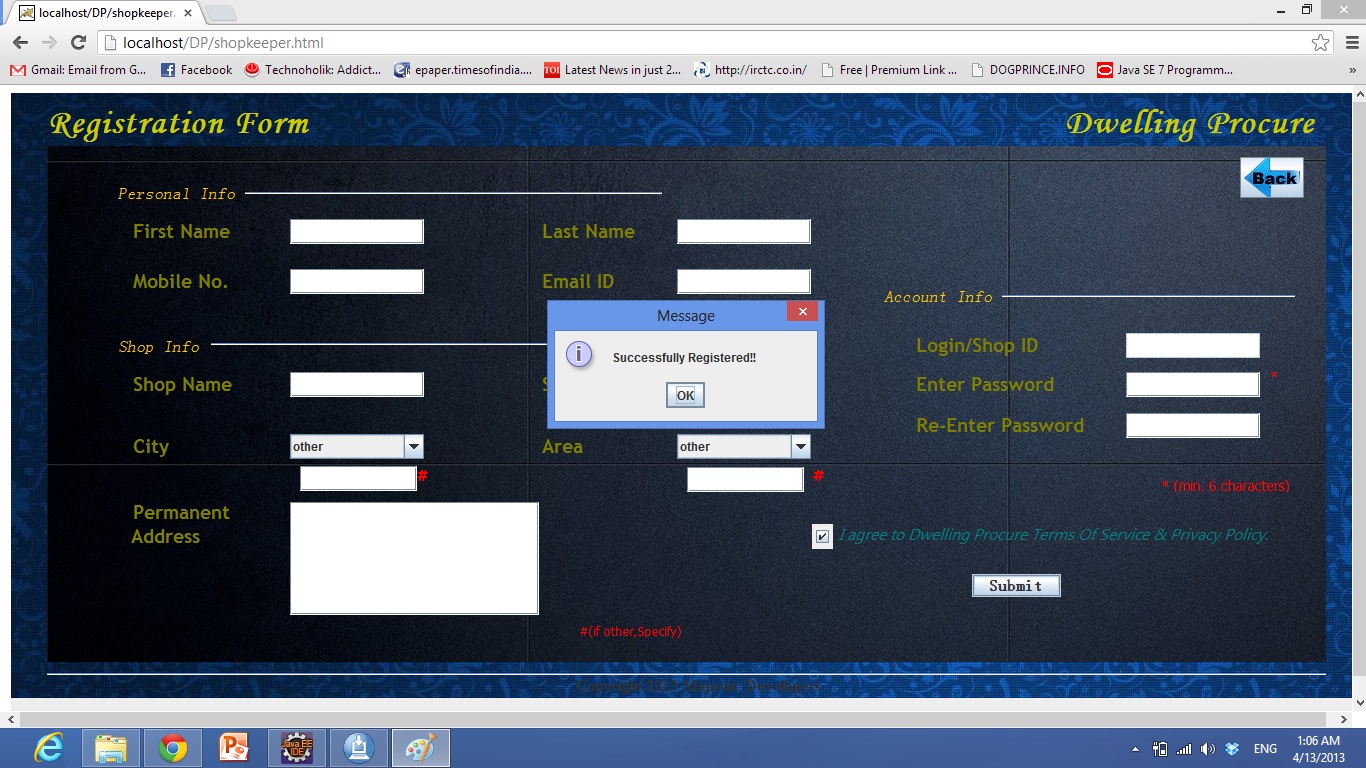 localhost/DP/shopkeeper.
localhost/DP/shopkeeper.html
Gmail: Email from G... Facebook Technoholik: Addict... epaper.timesofindia.... TOI Latest News in just 2... http://irctc.co.in/ Free | Premium Link ... DOGPRINCE.INFO Java SE 7 Programm... »
Registration Form Dwelling Procure
Back
Personal Info
First Name Last Name
Mobile No. Email ID
Account Info
Message
Shop Info
Login/Shop ID
Successfully Registered!!
Shop Name S
Enter Password *
OK
Re-Enter Password
City other Area other
# #
* (min. 6 characters)
Permanent
Address
I agree to Dwelling Procure Terms Of Service & Privacy Policy.
Submit
#(if other,Specify)
Java EE
IDE
ENG
1:06 AM
4/13/2013